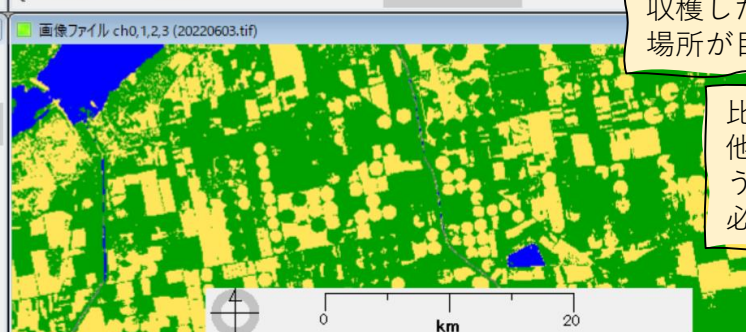 画像ファイル ch0,1,2,3 (20220603.tif)
収穫した
場所が
比
他
う
必
4
0
20
km